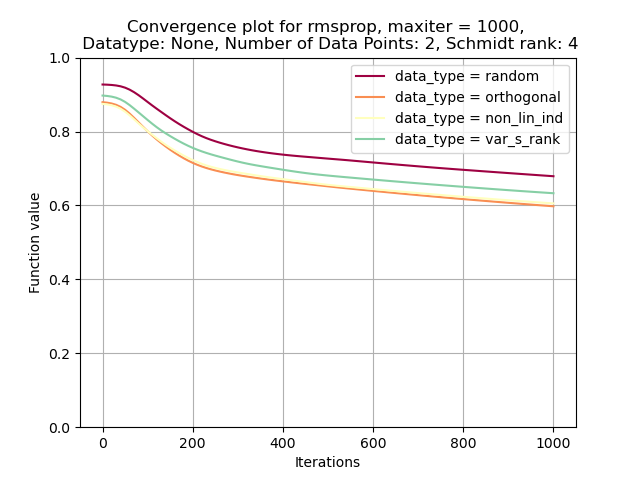 Convergence plot for rmsprop, maxiter = 1000,
Datatype: None, Number of Data Points: 2, Schmidt rank: 4
data_type = random
data_type = orthogonal
data_type = non_lin_ind
data_type = var_s_rank
Function value
1.0
0.8
0.6
0.4
0.2
0.0
0 200 400 600 800 1000
Iterations